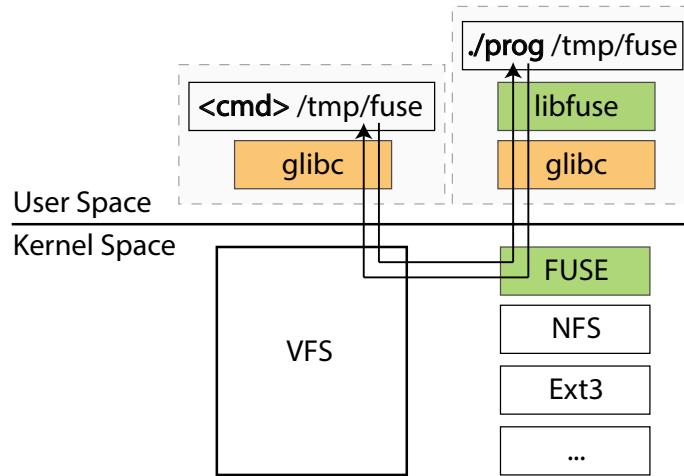 ./prog /tmp/fuse
<cmd> /tmp/fuse
libfuse
glibc
glibc
User Space
Kernel Space
FUSE
NFS
VFS
Ext3
...